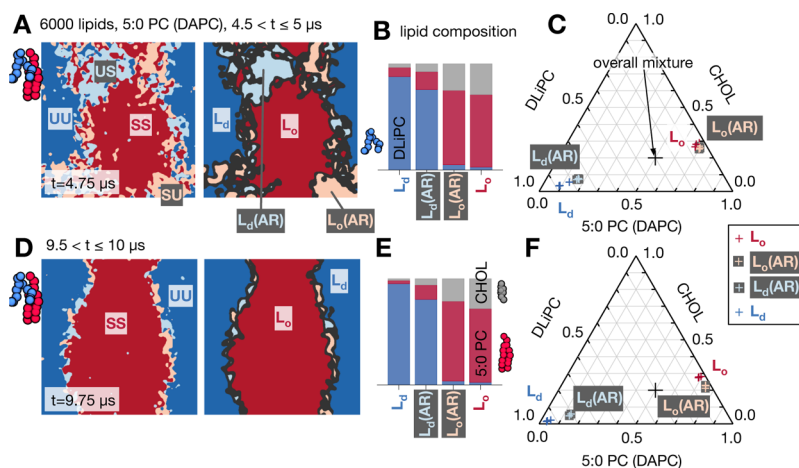 A 6000 lipids, 5:0 PC (DAPC), 4.5 < t ≤ 5 µs
US
UU
SS
SU
t=4.75 µs
Ld
Lo
Ld(AR)
Lo(AR)
B lipid composition
DLiPC
Ld
Ld(AR)
Lo(AR)
Lo
C
0.0
1.0
overall mixture
DLiPC
CHOL
0.5
0.5
Lo
Lo(AR)
Ld(AR)
Ld
1.0
0.0
0.0
0.5
1.0
5:0 PC (DAPC)
D 9.5 < t ≤ 10 µs
UU
SS
t=9.75 µs
Ld
Lo
E
CHOL
5:0 PC
Ld
Ld(AR)
Lo(AR)
Lo
F
0.0
1.0
DLiPC
CHOL
0.5
0.5
Lo
Lo(AR)
Ld(AR)
Ld
1.0
0.0
0.0
0.5
1.0
5:0 PC (DAPC)
Lo
Lo(AR)
Ld(AR)
Ld